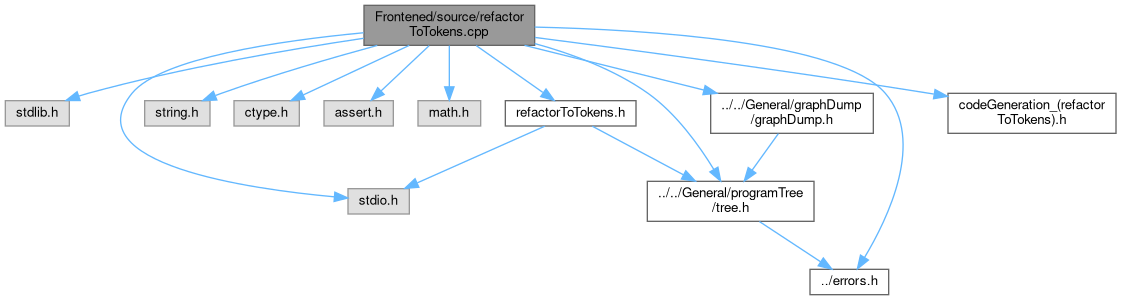 Frontened/source/refactor
ToTokens.cpp
stdlib.h
string.h
ctype.h
assert.h
math.h
refactorToTokens.h
../../General/graphDump
/graphDump.h
codeGeneration_(refactor
ToTokens).h
stdio.h
../../General/programTree
/tree.h
../errors.h